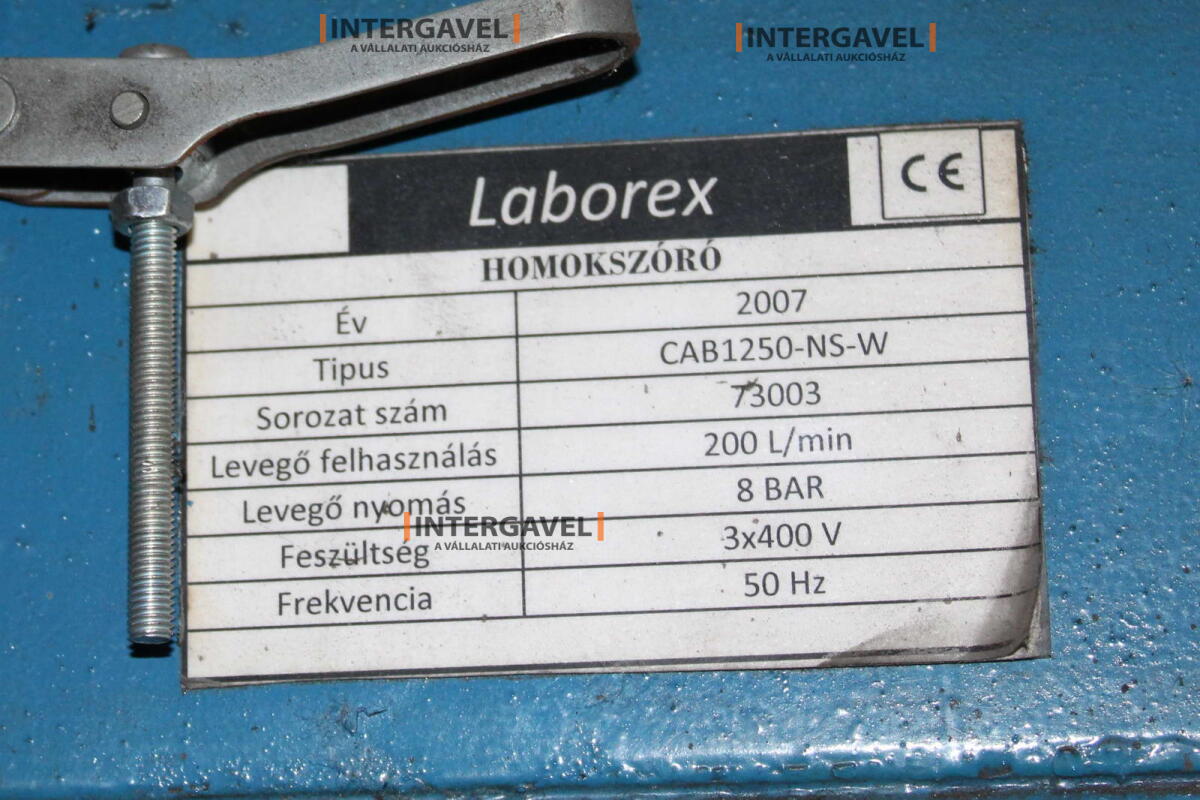 INTERGAVEL
A VÁLLALATI AUKCIÓSHÁZ
INTERGAVEL
A VÁLLALATI AUKCIÓSHÁZ
Laborex
CE
HOMOKSZÓRÓ
Év 2007
Tipus CAB1250-NS-W
Sorozat szám 73003
Levegő felhasználás 200 L/min
Levegő nyomás 8 BAR
INTERGAVEL
A VÁLLALATI AUKCIÓSHÁZ
Feszültség 3x400 V
Frekvencia 50 Hz